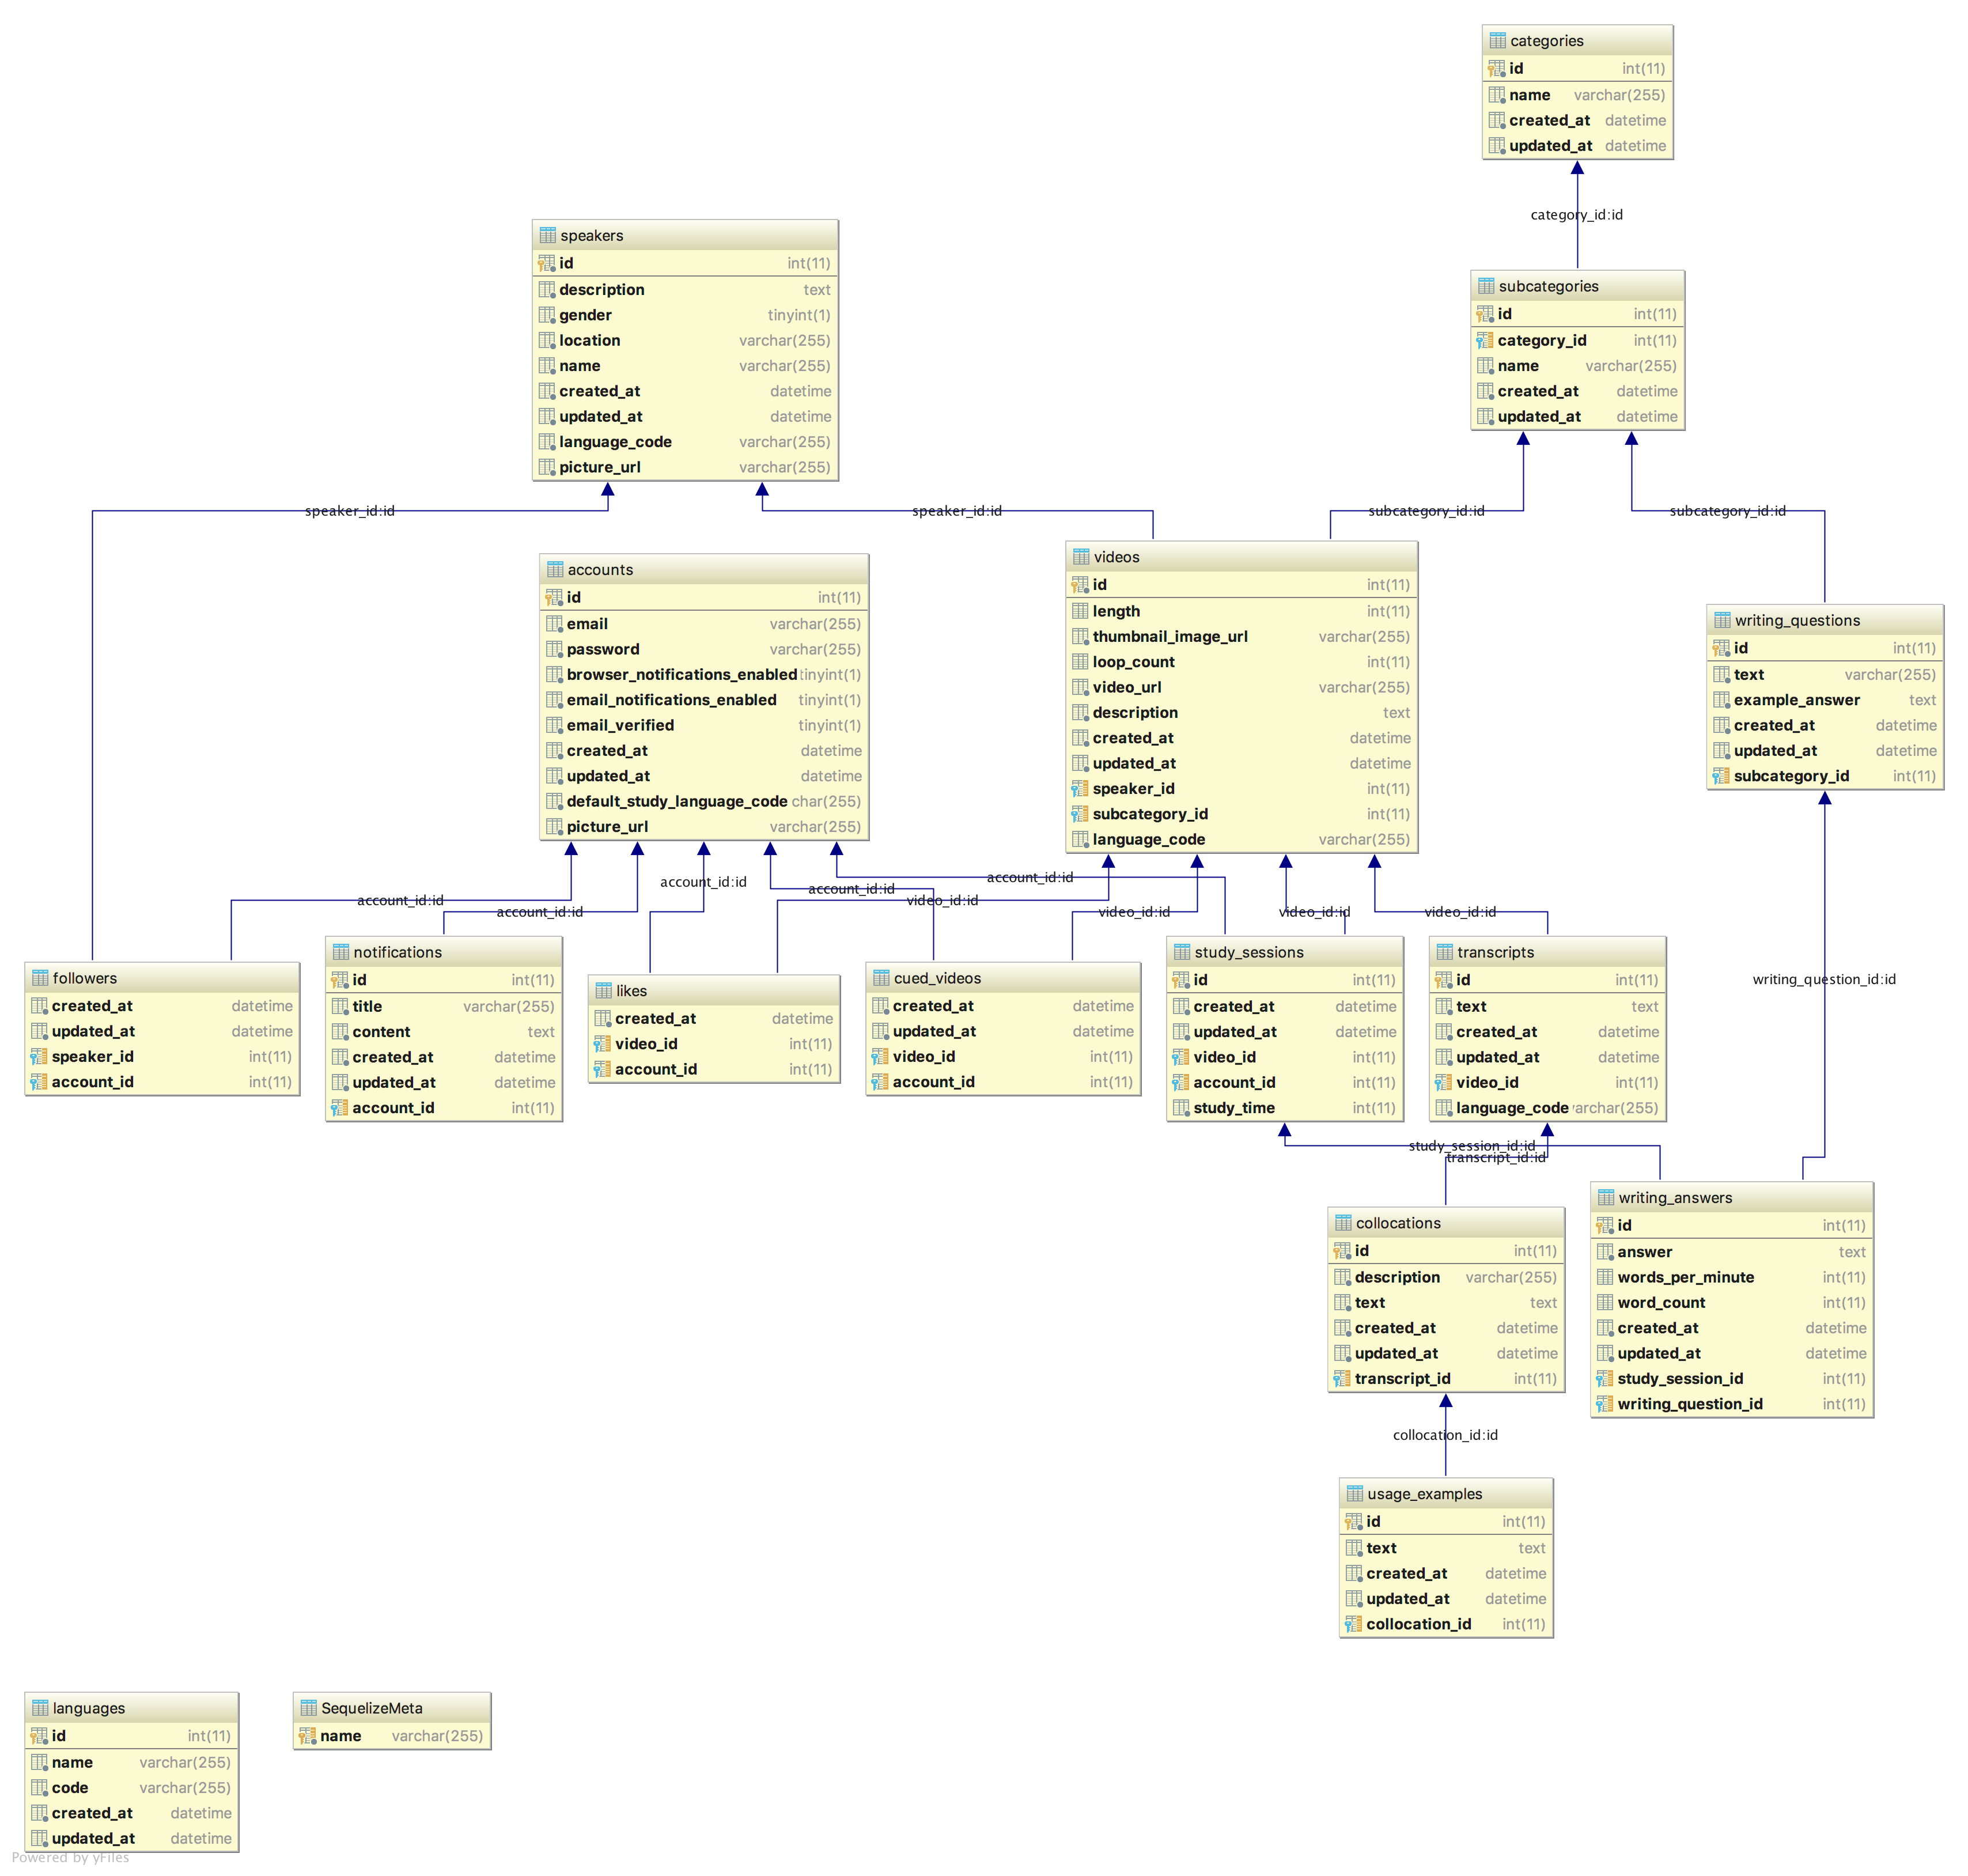 categories
id int(11)
name varchar(255)
created_at datetime
updated_at datetime
category_id:id
speakers
id int(11)
description text
gender tinyint(1)
location varchar(255)
name varchar(255)
created_at datetime
updated_at datetime
language_code varchar(255)
picture_url varchar(255)
subcategories
id int(11)
category_id int(11)
name varchar(255)
created_at datetime
updated_at datetime
speaker_id:id
speaker_id:id
subcategory_id:id
subcategory_id:id
accounts
id int(11)
email varchar(255)
password varchar(255)
browser_notifications_enabled tinyint(1)
email_notifications_enabled tinyint(1)
email_verified tinyint(1)
created_at datetime
updated_at datetime
default_study_language_code char(255)
picture_url varchar(255)
videos
id int(11)
length int(11)
thumbnail_image_url varchar(255)
loop_count int(11)
video_url varchar(255)
description text
created_at datetime
updated_at datetime
speaker_id int(11)
subcategory_id int(11)
language_code varchar(255)
writing_questions
id int(11)
text varchar(255)
example_answer text
created_at datetime
updated_at datetime
subcategory_id int(11)
account_id:id
account_id:id
account_id:id
account_id:id
video_id:id
account_id:id
video_id:id
video_id:id
video_id:id
followers
created_at datetime
updated_at datetime
speaker_id int(11)
account_id int(11)
notifications
id int(11)
title varchar(255)
content text
created_at datetime
updated_at datetime
account_id int(11)
likes
created_at datetime
video_id int(11)
account_id int(11)
cued_videos
created_at datetime
updated_at datetime
video_id int(11)
account_id int(11)
study_sessions
id int(11)
created_at datetime
updated_at datetime
video_id int(11)
account_id int(11)
study_time int(11)
transcripts
id int(11)
text text
created_at datetime
updated_at datetime
video_id int(11)
language_code varchar(255)
writing_question_id:id
study_session_id:id
transcript_id:id
collocations
id int(11)
description varchar(255)
text text
created_at datetime
updated_at datetime
transcript_id int(11)
writing_answers
id int(11)
answer text
words_per_minute int(11)
word_count int(11)
created_at datetime
updated_at datetime
study_session_id int(11)
writing_question_id int(11)
collocation_id:id
usage_examples
id int(11)
text text
created_at datetime
updated_at datetime
collocation_id int(11)
languages
id int(11)
name varchar(255)
code varchar(255)
created_at datetime
updated_at datetime
SequelizeMeta
name varchar(255)
Powered by yFiles